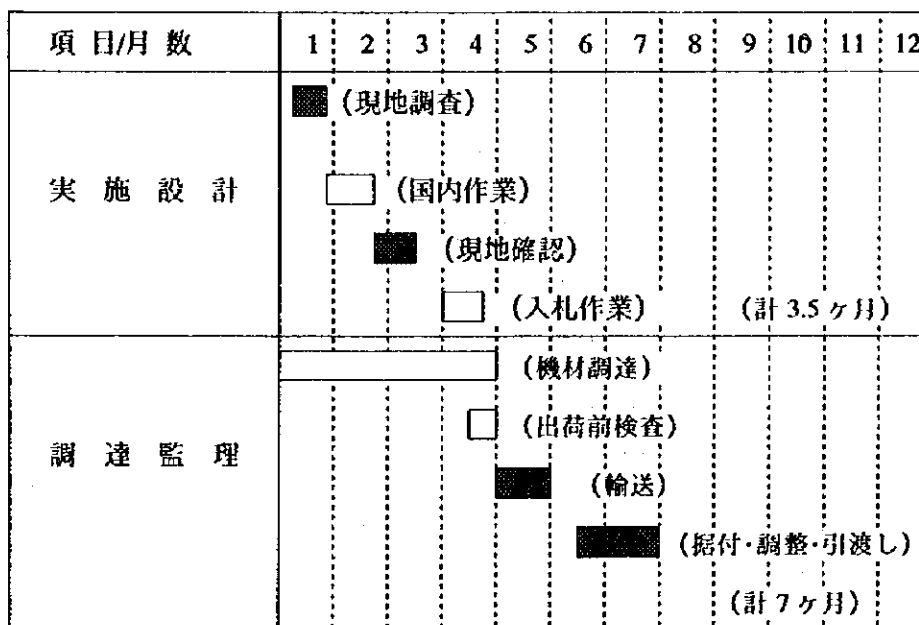 項目/月数 1 2 3 4 5 6 7 8 9 10 11 12
(現地調査)
実施設計 (国内作業)
(現地確認)
(入札作業) (計 3.5 ヶ月)
(機材調達)
(出荷前検査)
調達監理
(輸送)
(据付・調整・引渡し)
(計 7 ヶ月)